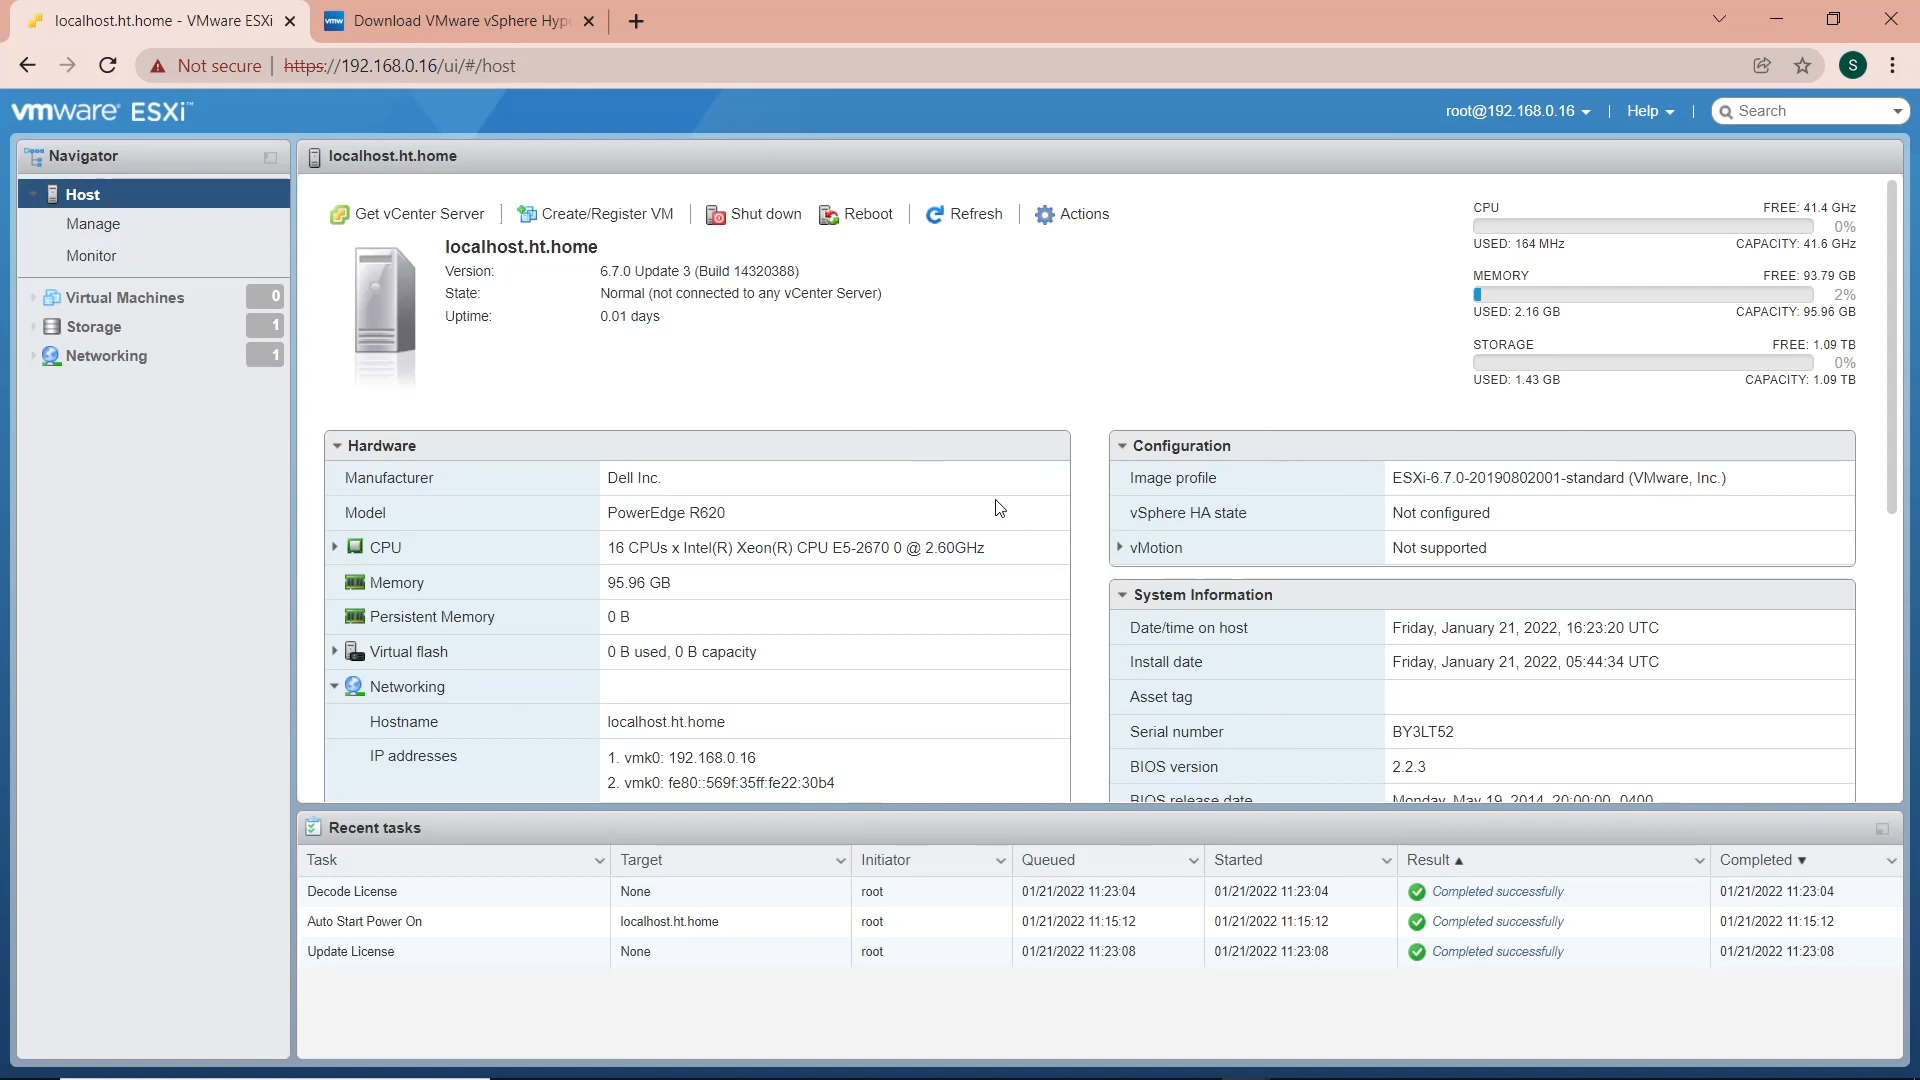 localhost.ht.home - VMware ESXi
Download VMware vSphere Hyp
Not secure | https://192.168.0.16/ui/#/host
S
vmware ESXi™
root@192.168.0.16 | Help | Search
Navigator
Host
Manage
Monitor
Virtual Machines 0
Storage 1
Networking 1
localhost.ht.home
Get vCenter Server | Create/Register VM | Shut down Reboot | Refresh | Actions
localhost.ht.home
Version: 6.7.0 Update 3 (Build 14320388)
State: Normal (not connected to any vCenter Server)
Uptime: 0.01 days
CPU FREE: 41.4 GHz
0%
USED: 164 MHz CAPACITY: 41.6 GHz
MEMORY FREE: 93.79 GB
2%
USED: 2.16 GB CAPACITY: 95.96 GB
STORAGE FREE: 1.09 TB
0%
USED: 1.43 GB CAPACITY: 1.09 TB
Hardware
Manufacturer Dell Inc.
Model PowerEdge R620
CPU 16 CPUs x Intel(R) Xeon(R) CPU E5-2670 0 @ 2.60GHz
Memory 95.96 GB
Persistent Memory 0 B
Virtual flash 0 B used, 0 B capacity
Networking
Hostname localhost.ht.home
IP addresses 1. vmk0: 192.168.0.16
2. vmk0: fe80::569f:35ff:fe22:30b4
Configuration
Image profile ESXi-6.7.0-20190802001-standard (VMware, Inc.)
vSphere HA state Not configured
vMotion Not supported
System Information
Date/time on host Friday, January 21, 2022, 16:23:20 UTC
Install date Friday, January 21, 2022, 05:44:34 UTC
Asset tag
Serial number BY3LT52
BIOS version 2.2.3
BIOS release date Monday, May 19, 2014, 20:00:00 -0400
Recent tasks
Task Target Initiator Queued Started Result Completed
Decode License None root 01/21/2022 11:23:04 01/21/2022 11:23:04 Completed successfully 01/21/2022 11:23:04
Auto Start Power On localhost.ht.home root 01/21/2022 11:15:12 01/21/2022 11:15:12 Completed successfully 01/21/2022 11:15:12
Update License None root 01/21/2022 11:23:08 01/21/2022 11:23:08 Completed successfully 01/21/2022 11:23:08